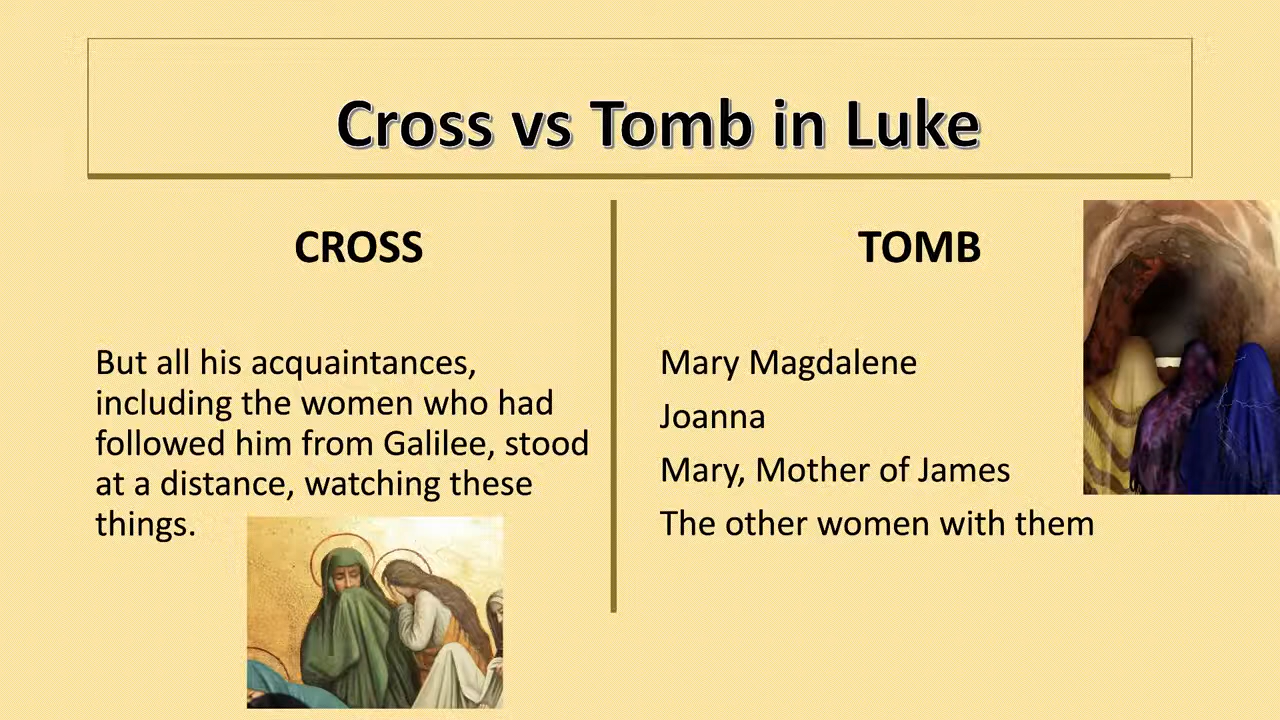 Cross vs Tomb in Luke
CROSS
But all his acquaintances,
including the women who had
followed him from Galilee, stood
at a distance, watching these
things.
TOMB
Mary Magdalene
Joanna
Mary, Mother of James
The other women with them